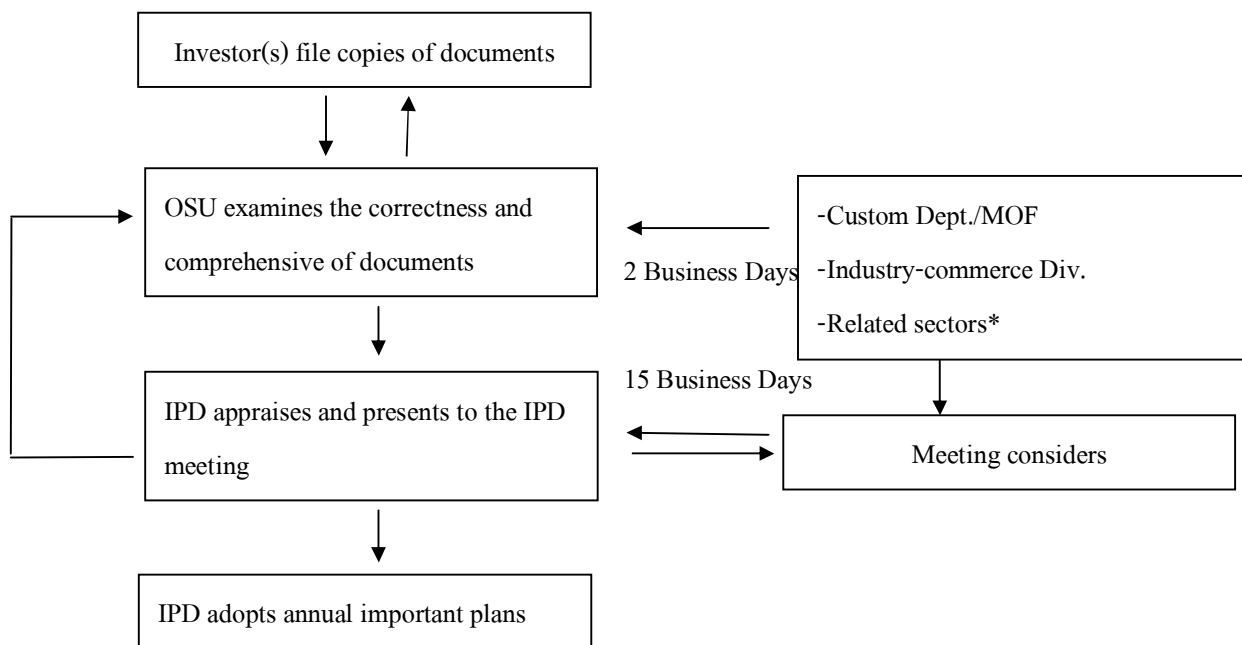 Investor(s) file copies of documents
OSU examines the correctness and
comprehensive of documents
2 Business Days
-Custom Dept./MOF
-Industry-commerce Div.
-Related sectors*
15 Business Days
IPD appraises and presents to the IPD
meeting
Meeting considers
IPD adopts annual important plans